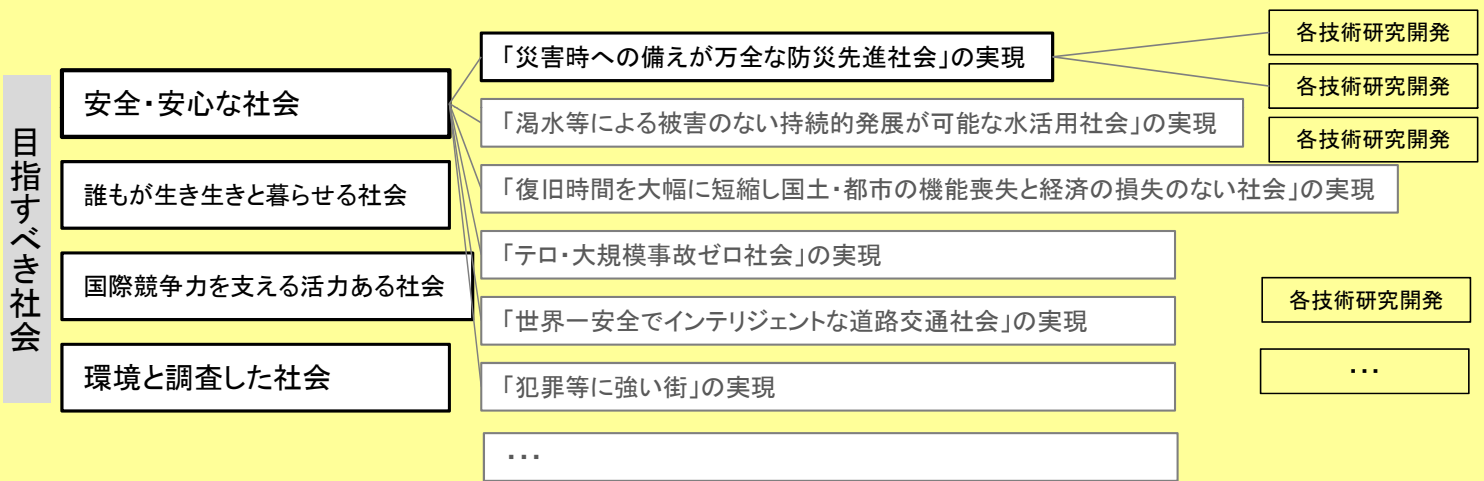 目指すべき社会
安全・安心な社会
誰もが生き生きと暮らせる社会
国際競争力を支える活力ある社会
環境と調査した社会
「災害時への備えが万全な防災先進社会」の実現
「渇水等による被害のない持続的発展が可能な水活用社会」の実現
「復旧時間を大幅に短縮し国土・都市の機能喪失と経済の損失のない社会」の実現
「テロ・大規模事故ゼロ社会」の実現
「世界一安全でインテリジェントな道路交通社会」の実現
「犯罪等に強い街」の実現
・・・
各技術研究開発
各技術研究開発
各技術研究開発
各技術研究開発
・・・